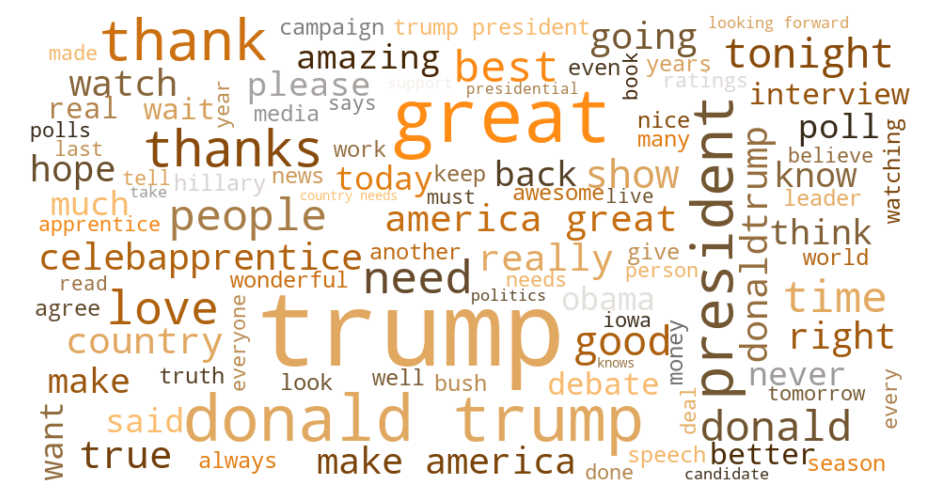 thank
campaign
trump president
looking forward
going
tonight
made
amazing
best
even
book
years
watch
please
support
presidential
ratings
interview
real
wait
year
media
says
great
nice
many
poll
polls
thanks
work
president
donaldtrump
believe
watching
last
hope
tell
hillary
news
today
keep
back
show
know
take
country needs
must
awesome
live
leader
much
apprentice
people
america great
think
celebapprentice
another
really
give
person
world
read
wonderful
needs
time
agree
love
everyone
trump
politics
obama
iowa
money
right
country
good
knows
make
truth
look
well
bush
debate
never
tomorrow
every
want
said
donald trump
deal
donald
true
always
make america
done
speech
better
candidate
season
need